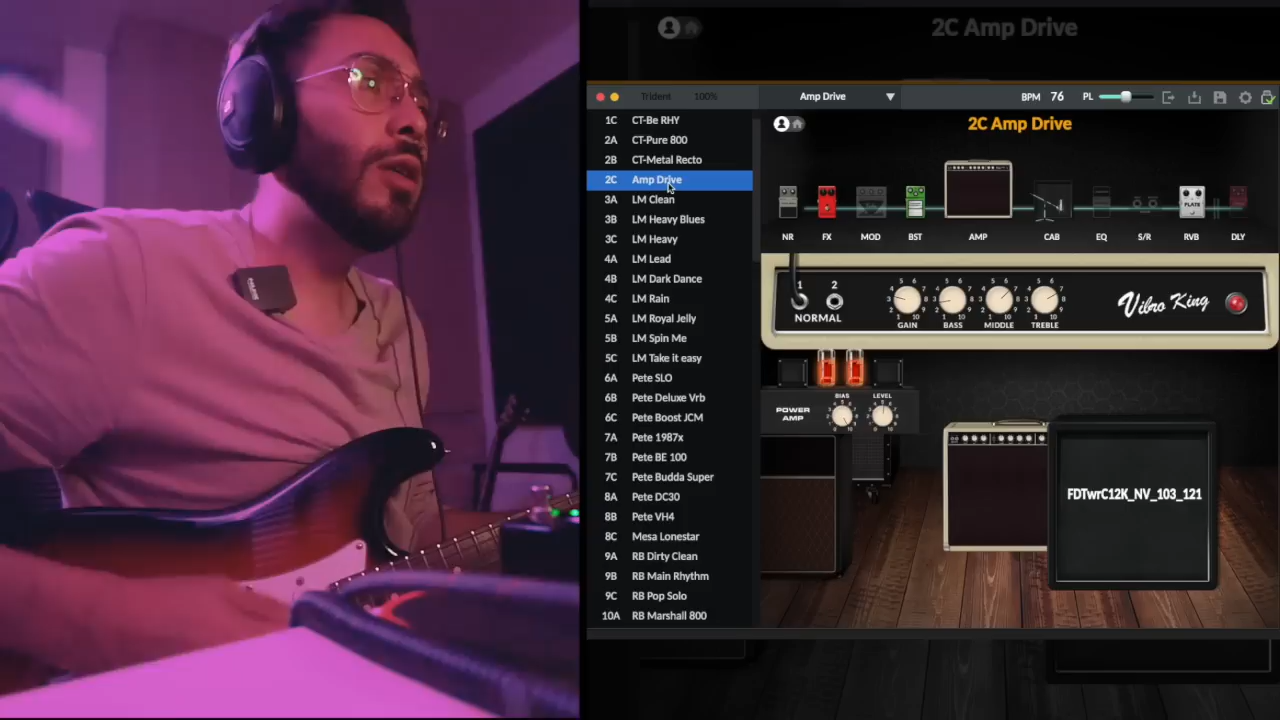 2C Amp Drive
Trident 100% Amp Drive BPM 76 PL
1C CT-Be RHY
2A CT-Pure 800
2B CT-Metal Recto
2C Amp Drive
3A LM Clean
3B LM Heavy Blues
3C LM Heavy
4A LM Lead
4B LM Dark Dance
4C LM Rain
5A LM Royal Jelly
5B LM Spin Me
5C LM Take it easy
6A Pete SLO
6B Pete Deluxe Vrb
6C Pete Boost JCM
7A Pete 1987x
7B Pete BE 100
7C Pete Budda Super
8A Pete DC30
8B Pete VH4
8C Mesa Lonestar
9A RB Dirty Clean
9B RB Main Rhythm
9C RB Pop Solo
10A RB Marshall 800
2C Amp Drive
PLATE
NR FX MOD BST AMP CAB EQ S/R RVB DLY
1 2
NORMAL
GAIN BASS MIDDLE TREBLE
Vibro King
POWER AMP
BIAS LEVEL
FDTwrC12K_NV_103_121